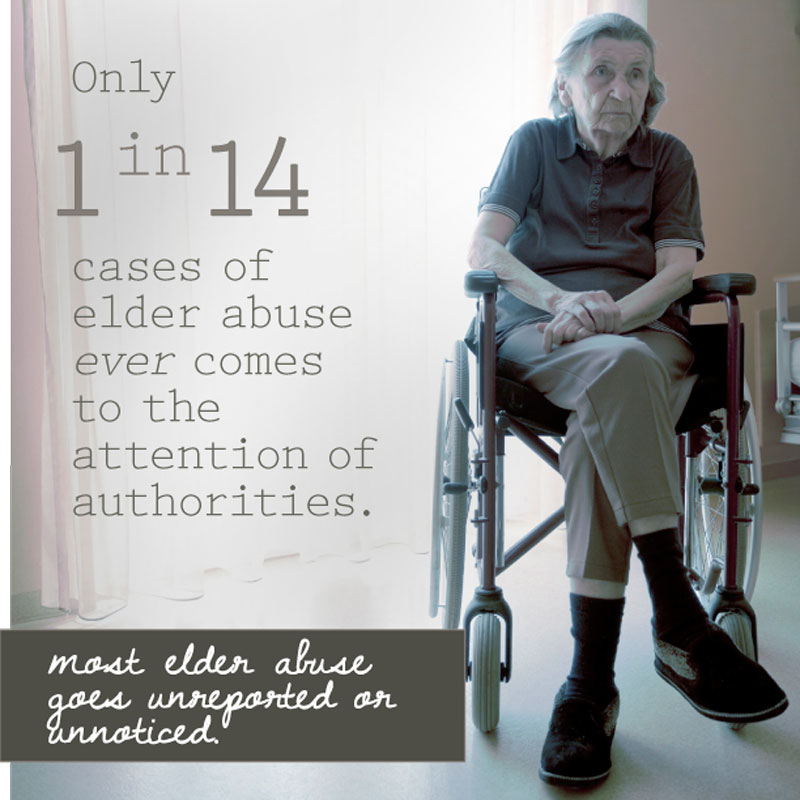 Only
1 in 14
cases of
elder abuse
ever comes
to the
attention of
authorities.
most elder abuse
goes unreported or
unnoticed.